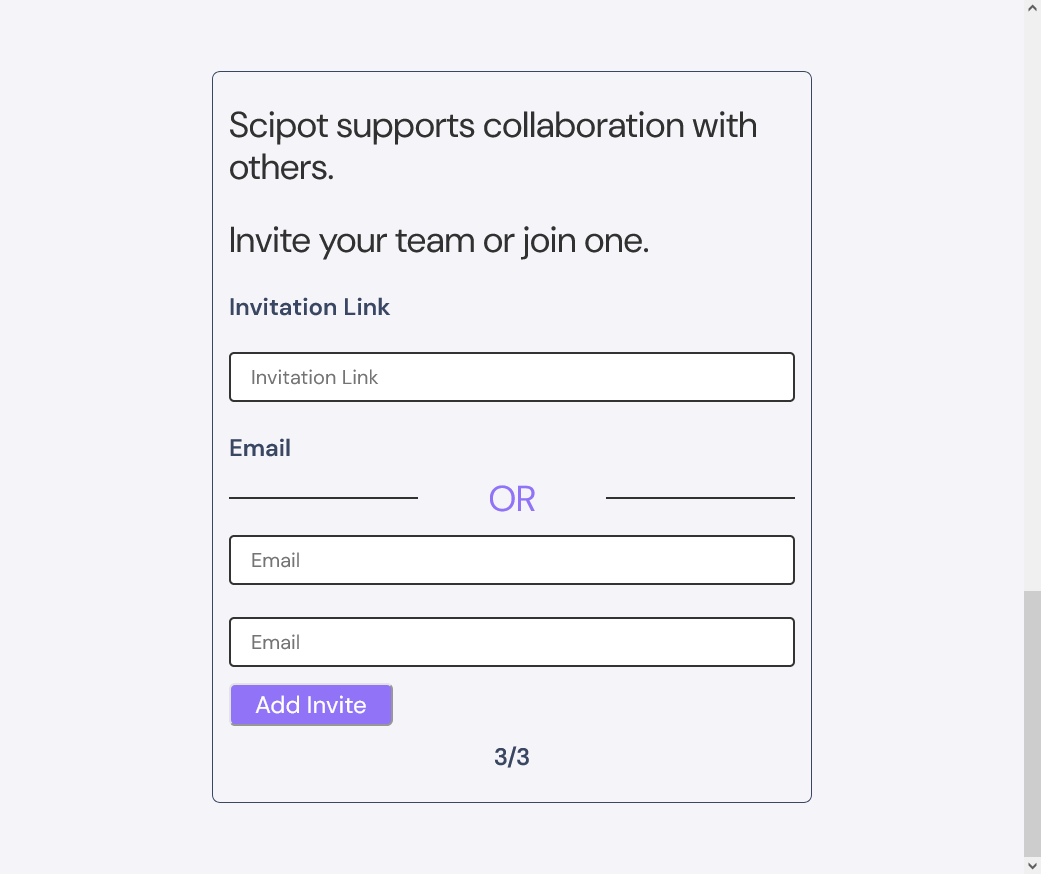 Scipot supports collaboration with
others.
Invite your team or join one.
Invitation Link
Invitation Link
Email
OR
Email
Email
Add Invite
3/3